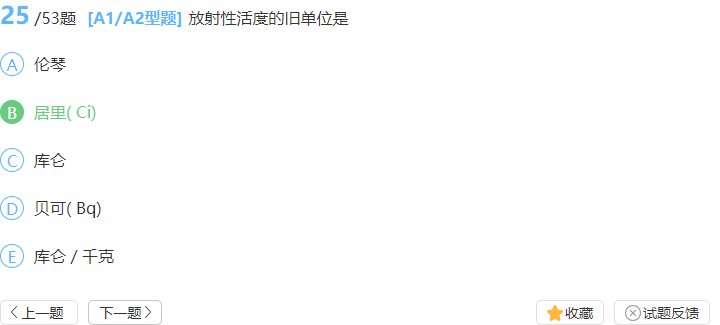 25 /53题 [A1/A2型题] 放射性活度的旧单位是
A 伦琴
B 居里( Ci)
C 库仑
D 贝可( Bq)
E 库仑 / 千克
上一题 下一题 收藏 试题反馈